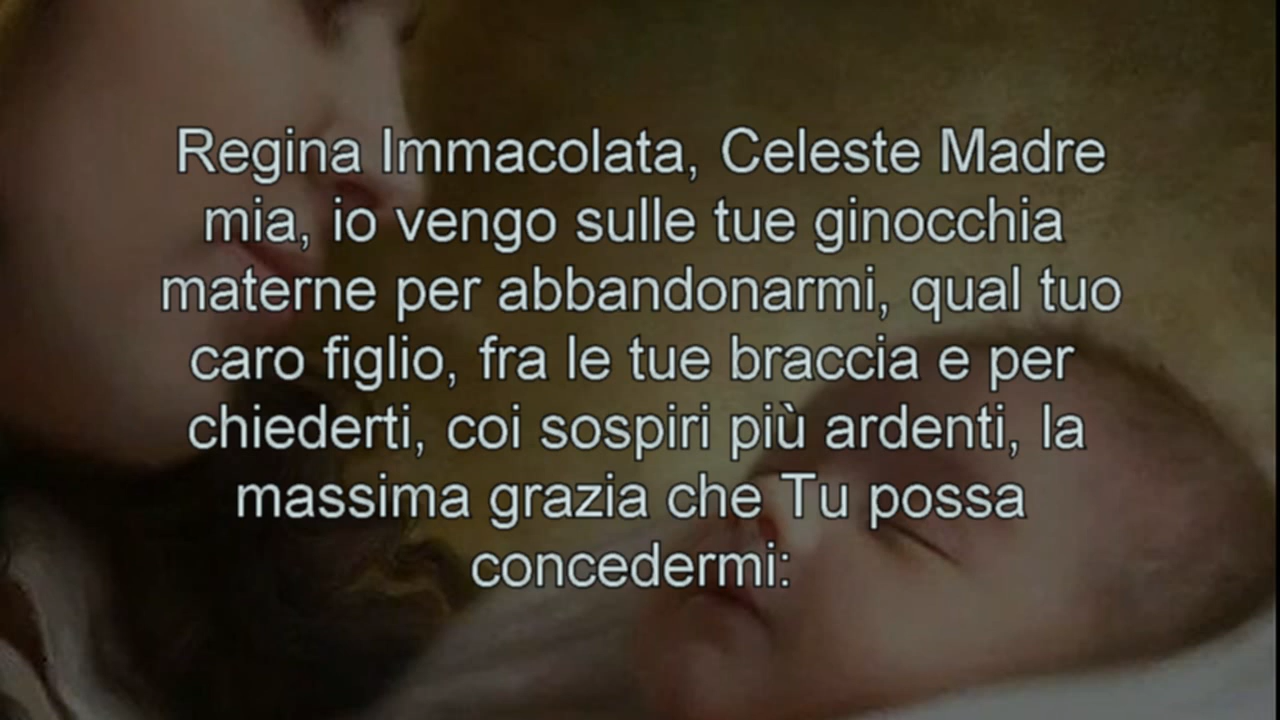 Regina Immacolata, Celeste Madre
mia, io vengo sulle tue ginocchia
materne per abbandonarmi, qual tuo
caro figlio, fra le tue braccia e per
chiederti, coi sospiri più ardenti, la
massima grazia che Tu possa
concedermi: